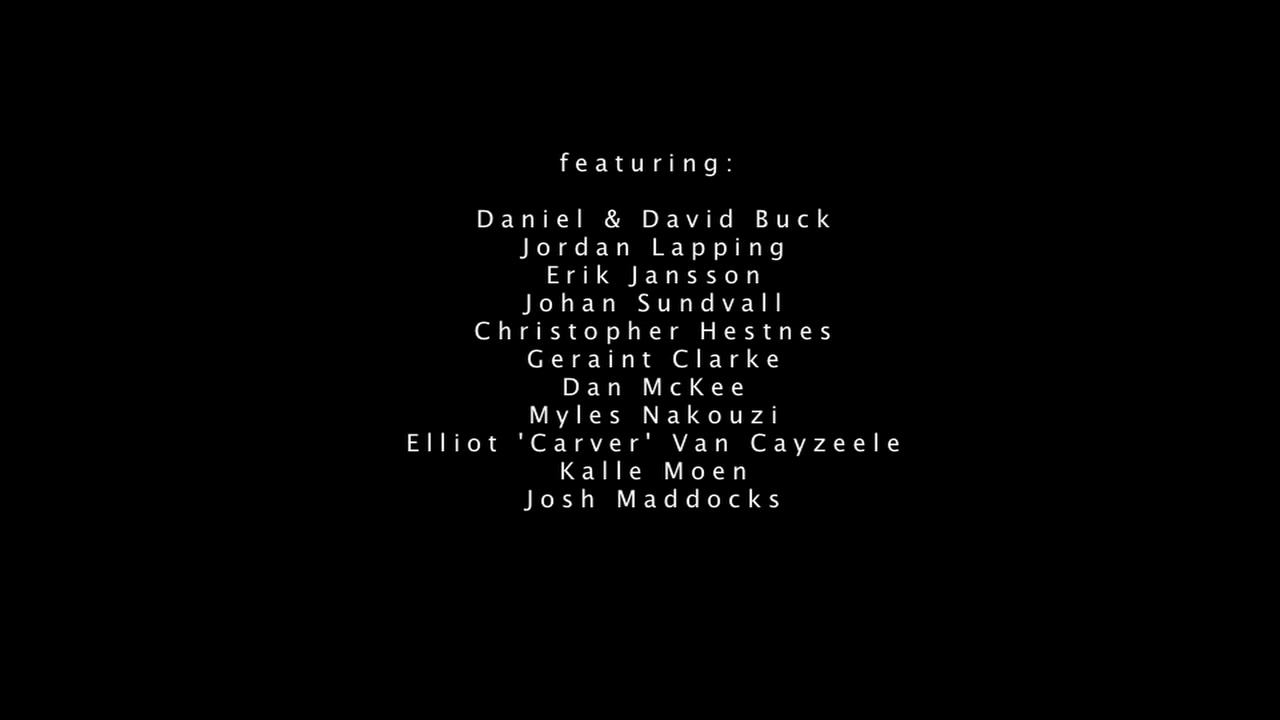 featuring:
Daniel & David Buck
Jordan Lapping
Erik Jansson
Johan Sundvall
Christopher Hestnes
Geraint Clarke
Dan McKee
Myles Nakouzi
Elliot 'Carver' Van Cayzeele
Kalle Moen
Josh Maddocks